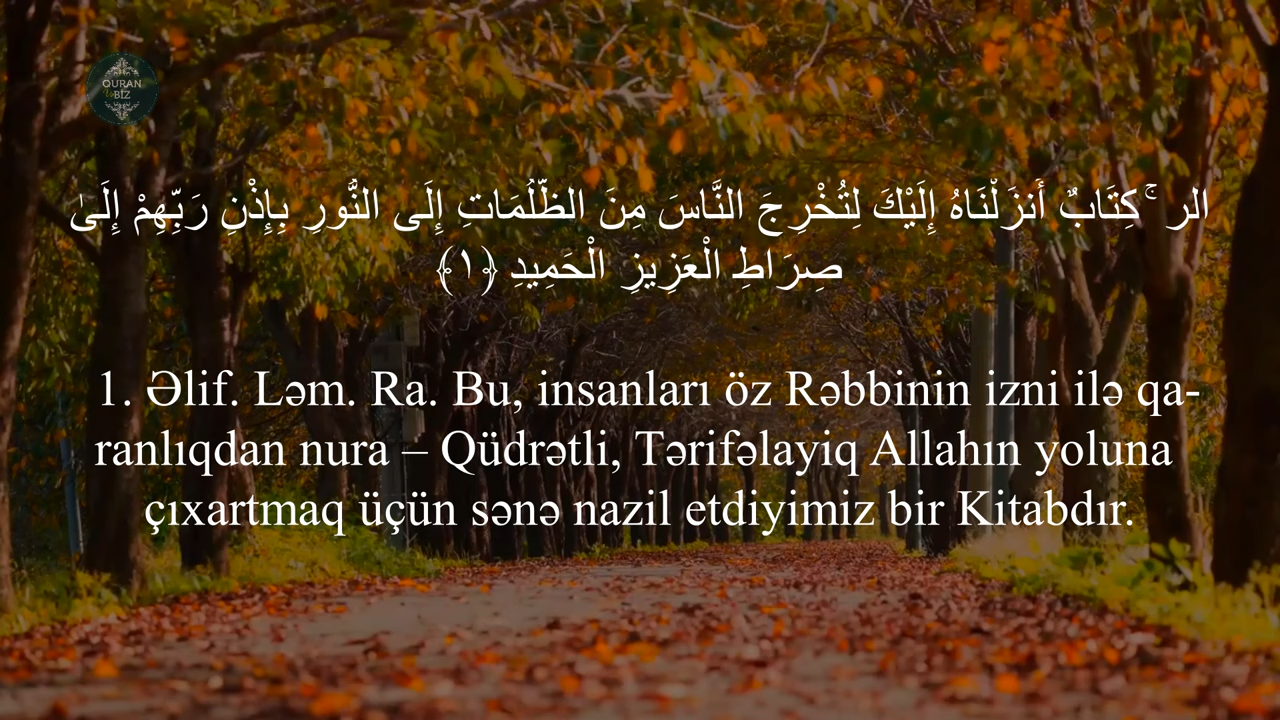 QURAN
Və
BİZ
الر ۚ كِتَابٌ أَنزَلْنَاهُ إِلَيْكَ لِتُخْرِجَ النَّاسَ مِنَ الظُّلُمَاتِ إِلَى النُّورِ بِإِذْنِ رَبِّهِمْ إِلَىٰ
صِرَاطِ الْعَزِيزِ الْحَمِيدِ ﴿١﴾
1. Əlif. Ləm. Ra. Bu, insanları öz Rəbbinin izni ilə qa-
ranlıqdan nura – Qüdrətli, Tərifəlayiq Allahın yoluna
çıxartmaq üçün sənə nazil etdiyimiz bir Kitabdır.